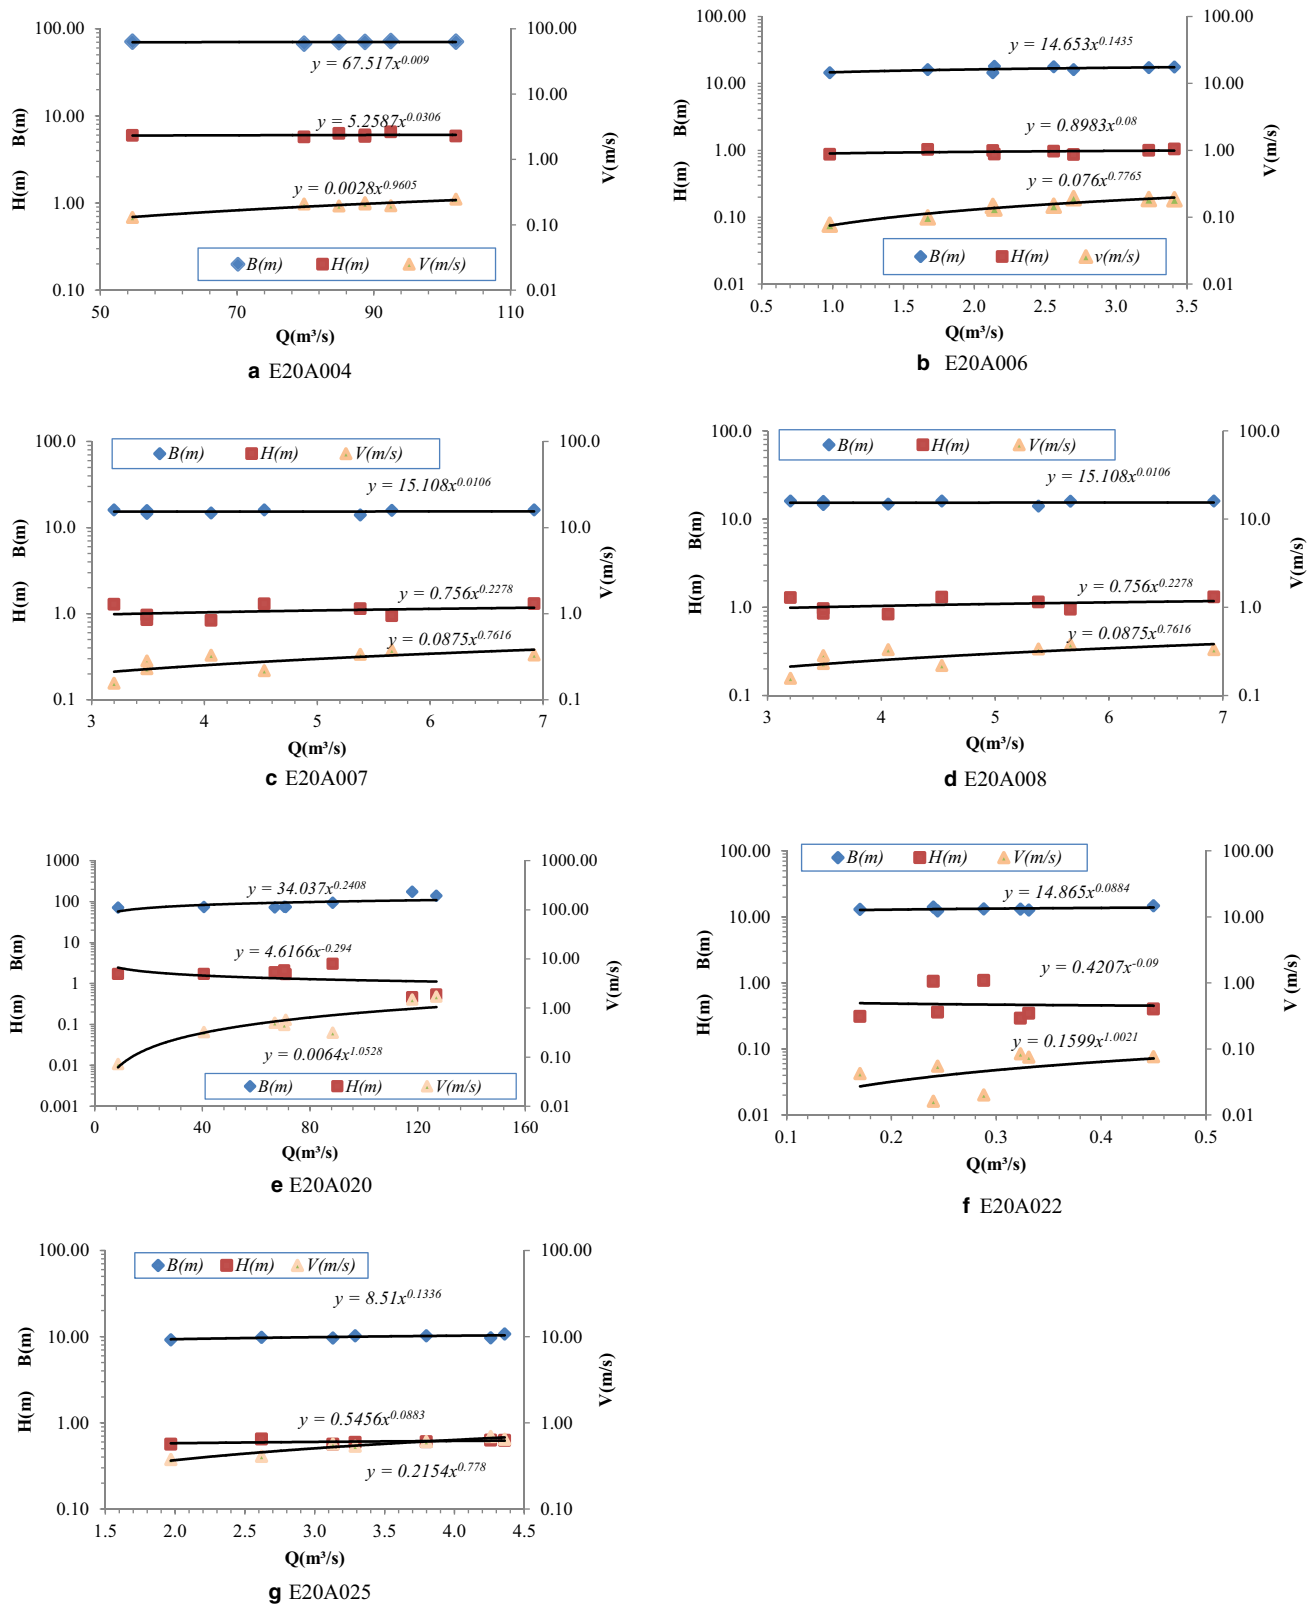 100.00
10.00
1.00
0.10
H(m) B(m)
100.00
10.00
1.00
0.10
0.01
V(m/s)
y = 67.517x^0.009
y = 5.2587x^0.0306
y = 0.0028x^0.9605
B(m) H(m) V(m/s)
50 70 90 110
Q(m³/s)
a E20A004
100.00
10.00
1.00
0.10
0.01
H(m) B(m)
100.00
10.00
1.00
0.10
0.01
V(m/s)
y = 14.653x^0.1435
y = 0.8983x^0.08
y = 0.076x^0.7765
B(m) H(m) v(m/s)
0.5 1.0 1.5 2.0 2.5 3.0 3.5
Q(m³/s)
b E20A006
100.0
10.0
1.0
0.1
H(m) B(m)
100.0
10.0
1.0
0.1
V(m/s)
B(m) H(m) V(m/s)
y = 15.108x^0.0106
y = 0.756x^0.2278
y = 0.0875x^0.7616
3 4 5 6 7
Q(m³/s)
c E20A007
100.0
10.0
1.0
0.1
H(m) B(m)
100.0
10.0
1.0
0.1
V(m/s)
B(m) H(m) V(m/s)
y = 15.108x^0.0106
y = 0.756x^0.2278
y = 0.0875x^0.7616
3 4 5 6 7
Q(m³/s)
d E20A008
1000
100
10
1
0.1
0.01
0.001
H(m) B(m)
1000.00
100.00
10.00
1.00
0.10
0.01
V(m/s)
y = 34.037x^0.2408
y = 4.6166x^-0.294
y = 0.0064x^1.0528
B(m) H(m) V(m/s)
0 40 80 120 160
Q(m³/s)
e E20A020
100.00
10.00
1.00
0.10
0.01
H(m) B(m)
100.00
10.00
1.00
0.10
0.01
V (m/s)
B(m) H(m) V(m/s)
y = 14.865x^0.0884
y = 0.4207x^-0.09
y = 0.1599x^1.0021
0.1 0.2 0.3 0.4 0.5
Q(m³/s)
f E20A022
100.00
10.00
1.00
0.10
H(m) B(m)
100.00
10.00
1.00
0.10
V(m/s)
B(m) H(m) V(m/s)
y = 8.51x^0.1336
y = 0.5456x^0.0883
y = 0.2154x^0.778
1.5 2.0 2.5 3.0 3.5 4.0 4.5
Q(m³/s)
g E20A025